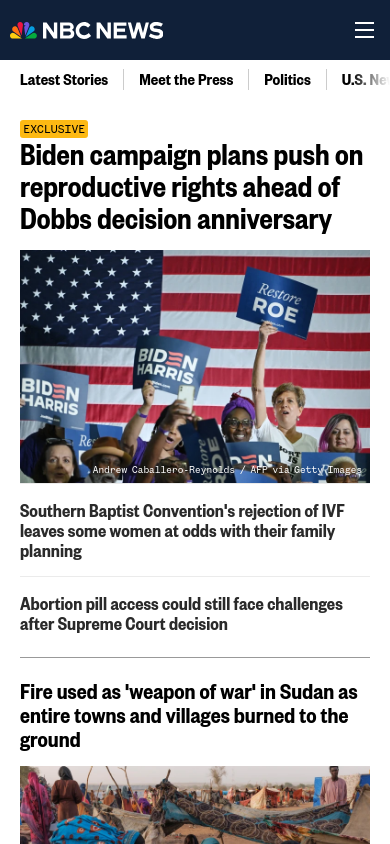 NBC NEWS
Latest Stories
Meet the Press
Politics
U.S. Ne
EXCLUSIVE
Biden campaign plans push on
reproductive rights ahead of
Dobbs decision anniversary
Restore
ROE
BIDEN
HARRIS
BIDEN
HARRIS
Andrew Caballero-Reynolds / AFP via Getty Images
Southern Baptist Convention's rejection of IVF
leaves some women at odds with their family
planning
Abortion pill access could still face challenges
after Supreme Court decision
Fire used as 'weapon of war' in Sudan as
entire towns and villages burned to the
ground